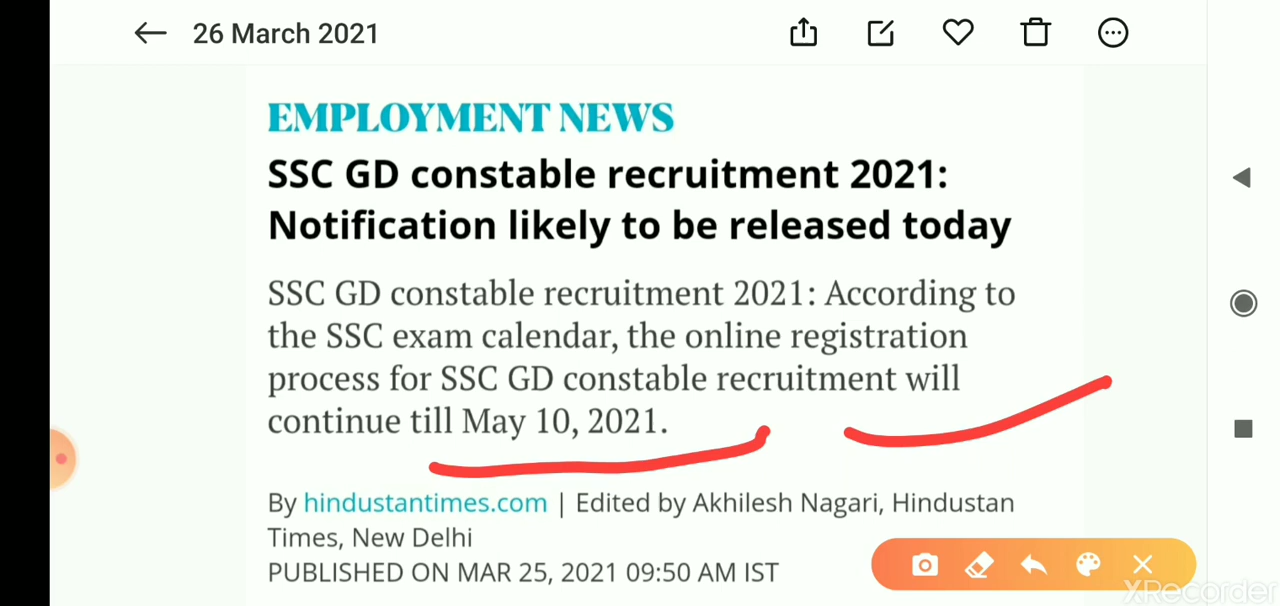 26 March 2021
EMPLOYMENT NEWS
SSC GD constable recruitment 2021:
Notification likely to be released today
SSC GD constable recruitment 2021: According to
the SSC exam calendar, the online registration
process for SSC GD constable recruitment will
continue till May 10, 2021.
By hindustantimes.com | Edited by Akhilesh Nagari, Hindustan
Times, New Delhi
PUBLISHED ON MAR 25, 2021 09:50 AM IST
XRecorder